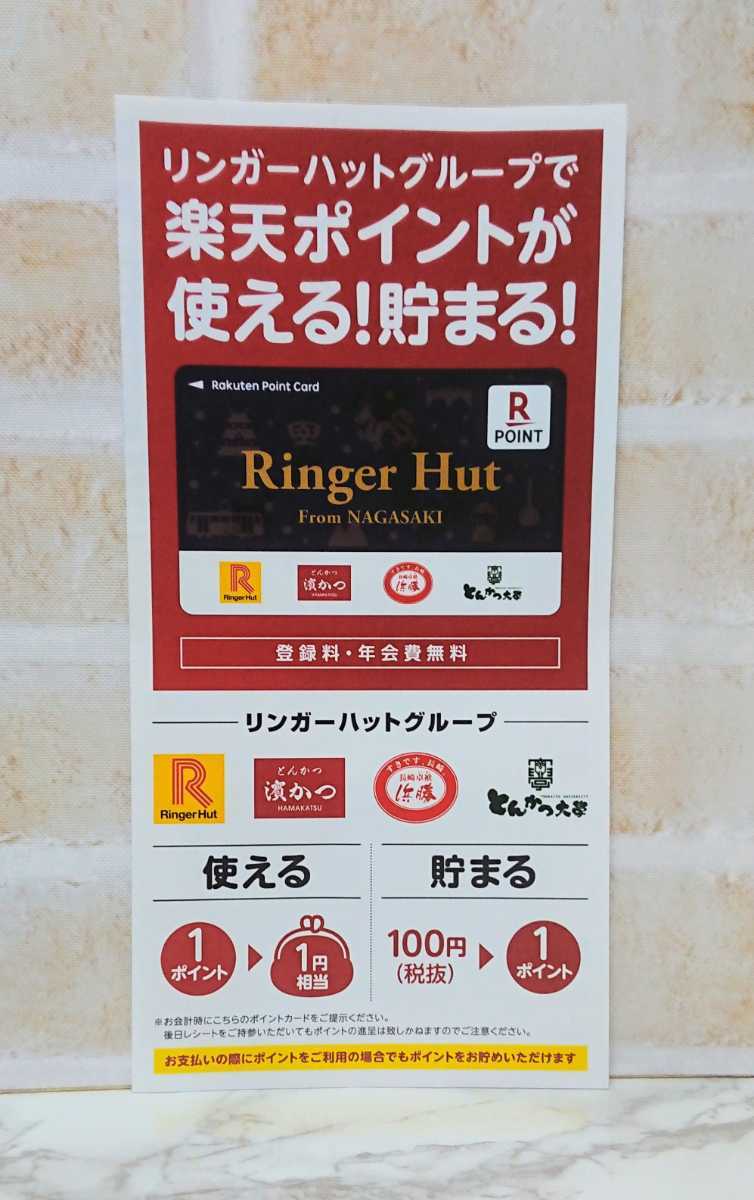 リンガーハットグループで
楽天ポイントが
使える!貯まる!
Rakuten Point Card
R
POINT
Ringer Hut
From NAGASAKI
R
RingerHut
とんかつ
濵かつ
HAMAKATSU
すきです、長崎。
長崎卓袱
浜勝
とんかつ大學
登録料・年会費無料
リンガーハットグループ
R
RingerHut
とんかつ
濵かつ
HAMAKATSU
すきです、長崎。
長崎卓袱
浜勝
とんかつ大學
使える
貯まる
1
ポイント
1円
相当
100円
(税抜)
1
ポイント
※お会計時にこちらのポイントカードをご提示ください。
後日レシートをご持参いただいてもポイントの進呈は致しかねますのでご注意ください。
お支払いの際にポイントをご利用の場合でもポイントをお貯めいただけます